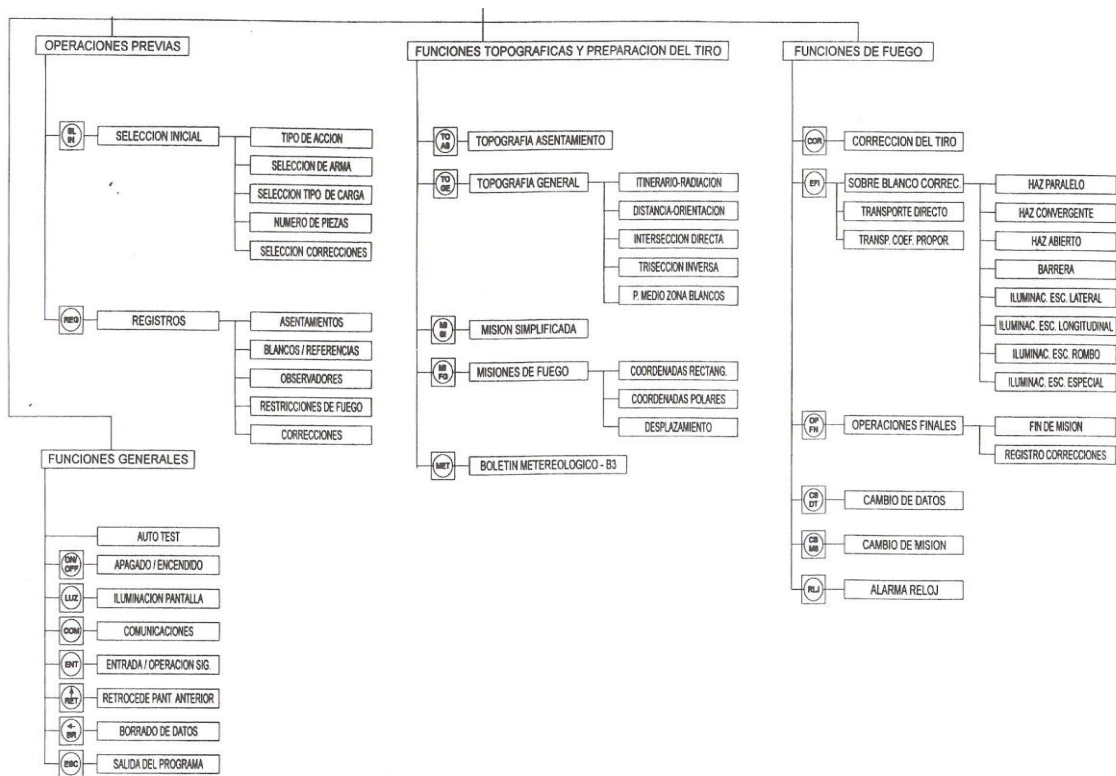 OPERACIONES PREVIAS
SL
IN
SELECCION INICIAL
TIPO DE ACCION
SELECCION DE ARMA
SELECCION TIPO DE CARGA
NUMERO DE PIEZAS
SELECCION CORRECCIONES
REG
REGISTROS
ASENTAMIENTOS
BLANCOS / REFERENCIAS
OBSERVADORES
RESTRICCIONES DE FUEGO
CORRECCIONES
FUNCIONES GENERALES
AUTO TEST
ON/
OFF
APAGADO / ENCENDIDO
LUZ
ILUMINACION PANTALLA
COM
COMUNICACIONES
ENT
ENTRADA / OPERACION SIG.
RET
RETROCEDE PANT ANTERIOR
BR
BORRADO DE DATOS
ESC
SALIDA DEL PROGRAMA
FUNCIONES TOPOGRAFICAS Y PREPARACION DEL TIRO
TO
AS
TOPOGRAFIA ASENTAMIENTO
TO
GE
TOPOGRAFIA GENERAL
ITINERARIO-RADIACION
DISTANCIA-ORIENTACION
INTERSECCION DIRECTA
TRISECCION INVERSA
P. MEDIO ZONA BLANCOS
MI
SI
MISION SIMPLIFICADA
MI
FG
MISIONES DE FUEGO
COORDENADAS RECTANG.
COORDENADAS POLARES
DESPLAZAMIENTO
MET
BOLETIN METEREOLOGICO - B3
FUNCIONES DE FUEGO
COR
CORRECCION DEL TIRO
EFI
SOBRE BLANCO CORREC.
TRANSPORTE DIRECTO
TRANSP. COEF. PROPOR.
HAZ PARALELO
HAZ CONVERGENTE
HAZ ABIERTO
BARRERA
ILUMINAC. ESC. LATERAL
ILUMINAC. ESC. LONGITUDINAL
ILUMINAC. ESC. ROMBO
ILUMINAC. ESC. ESPECIAL
OP
FN
OPERACIONES FINALES
FIN DE MISION
REGISTRO CORRECCIONES
CB
DT
CAMBIO DE DATOS
CB
MS
CAMBIO DE MISION
RLJ
ALARMA RELOJ